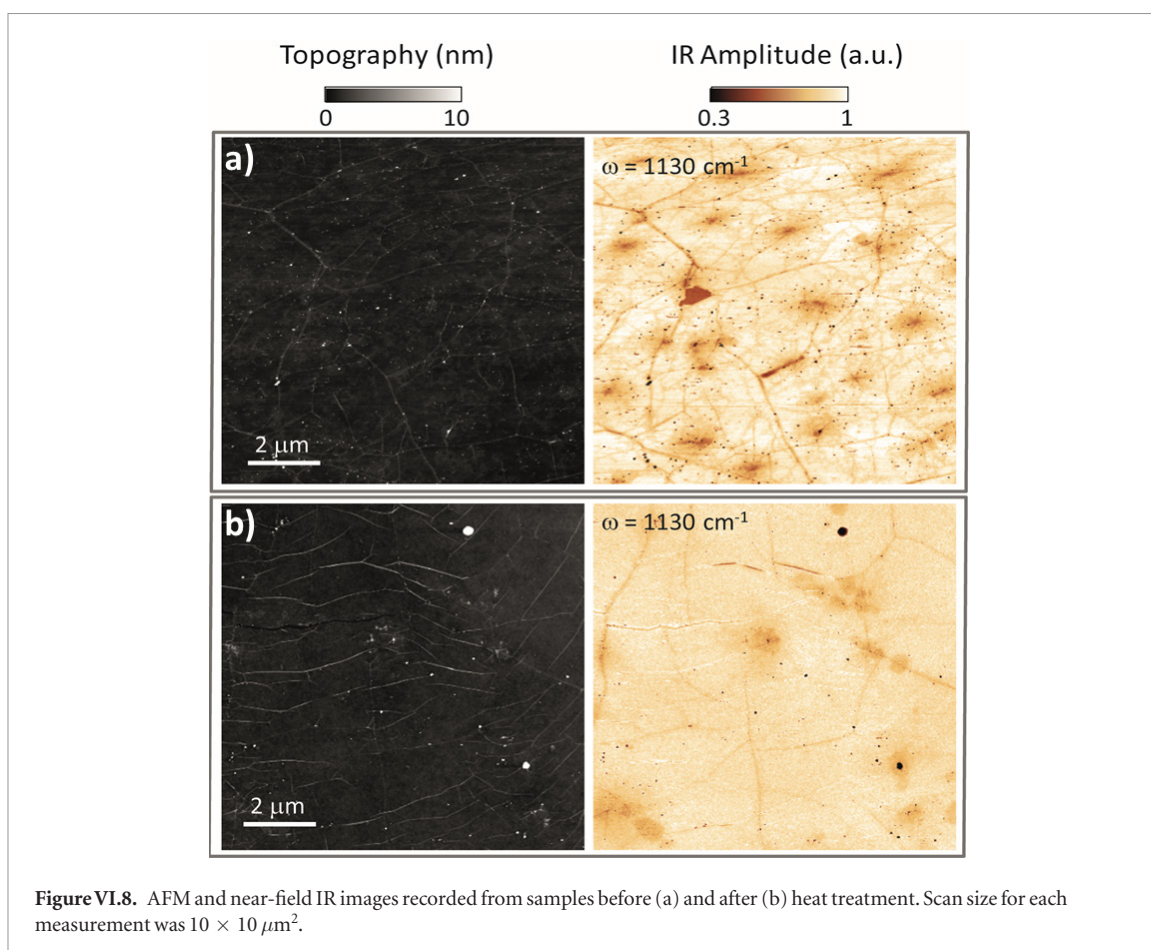 Topography (nm) IR Amplitude (a.u.)
0 10 0.3 1
a) ω = 1130 cm⁻¹
2 μm
b) ω = 1130 cm⁻¹
2 μm
Figure VI.8. AFM and near-field IR images recorded from samples before (a) and after (b) heat treatment. Scan size for each
measurement was 10 × 10 μm².